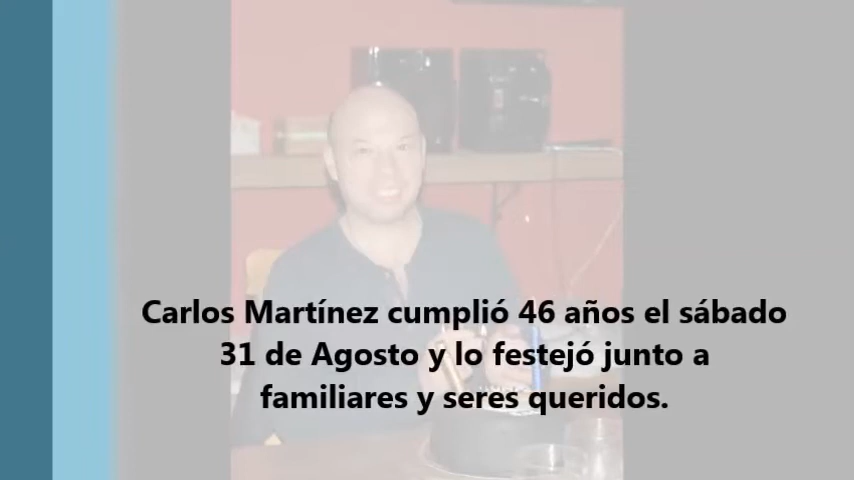 Carlos Martínez cumplió 46 años el sábado
31 de Agosto y lo festejó junto a
familiares y seres queridos.